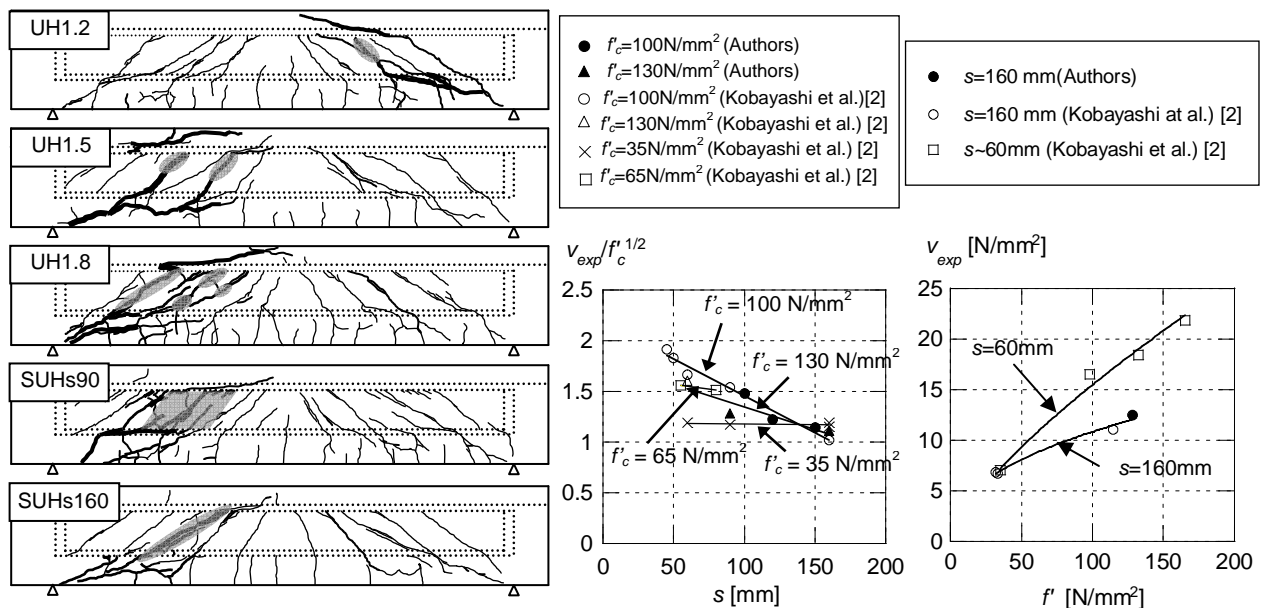 UH1.2
UH1.5
UH1.8
SUHs90
SUHs160
f'c=100N/mm² (Authors)
f'c=130N/mm² (Authors)
f'c=100N/mm² (Kobayashi et al.)[2]
f'c=130N/mm² (Kobayashi et al.) [2]
f'c=35N/mm² (Kobayashi et al.) [2]
f'c=65N/mm² (Kobayashi et al.) [2]
s=160 mm(Authors)
s=160 mm (Kobayashi at al.) [2]
s~60mm (Kobayashi et al.) [2]
vexp/f'c 1/2
2.5
2
1.5
1
0.5
0
0
50
100
150
200
s [mm]
f'c = 100 N/mm²
f'c = 130 N/mm²
f'c = 65 N/mm²
f'c = 35 N/mm²
vexp [N/mm²]
25
20
15
10
5
0
0
50
100
150
200
f' [N/mm²]
s=60mm
s=160mm